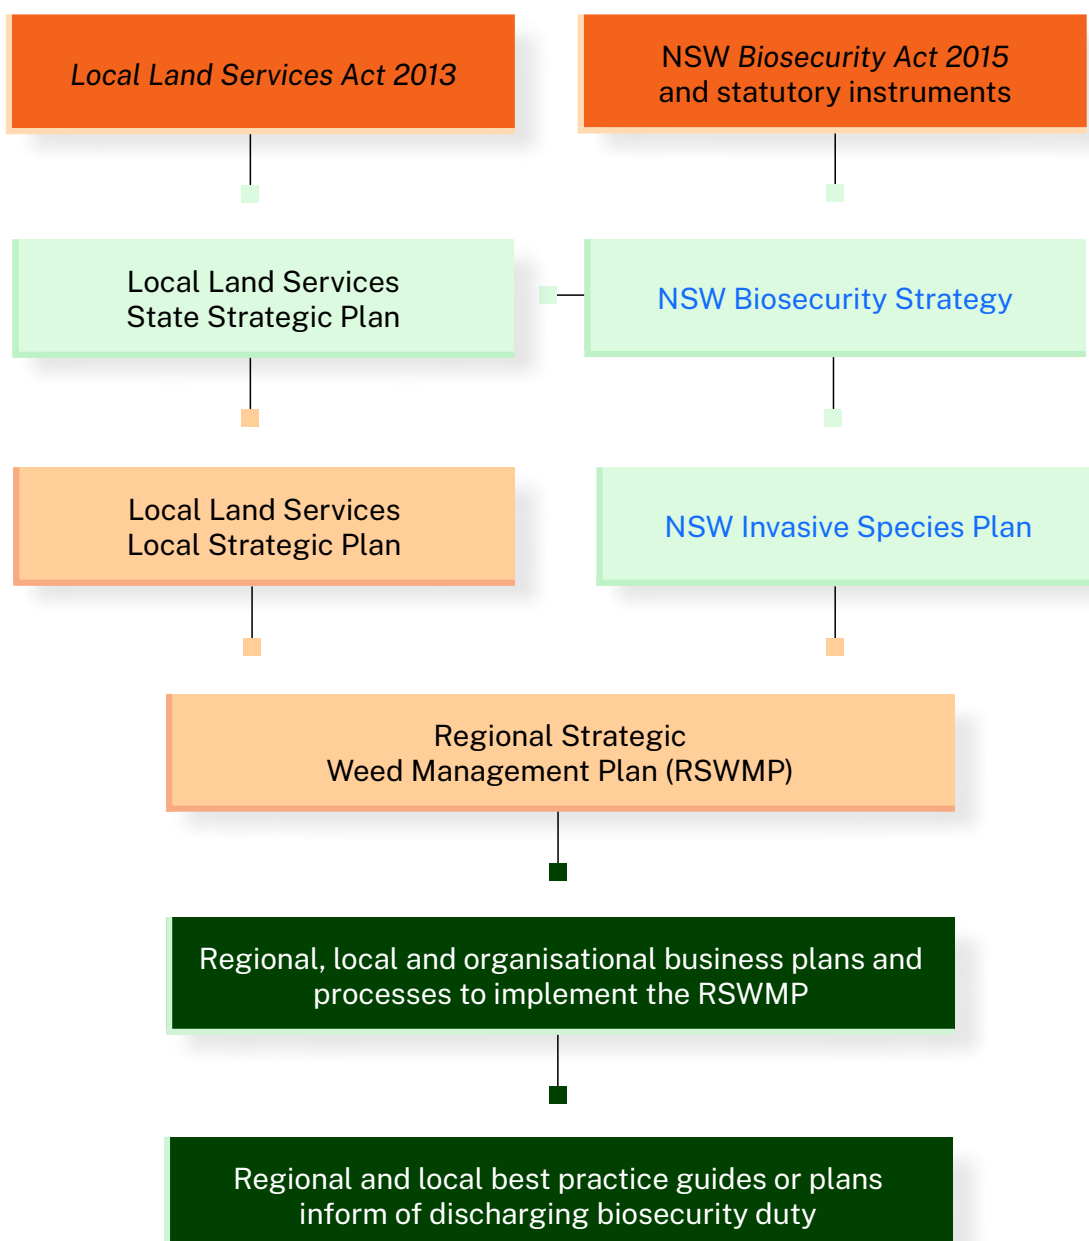 Local Land Services Act 2013
NSW Biosecurity Act 2015
and statutory instruments
Local Land Services
State Strategic Plan
NSW Biosecurity Strategy
Local Land Services
Local Strategic Plan
NSW Invasive Species Plan
Regional Strategic
Weed Management Plan (RSWMP)
Regional, local and organisational business plans and
processes to implement the RSWMP
Regional and local best practice guides or plans
inform of discharging biosecurity duty